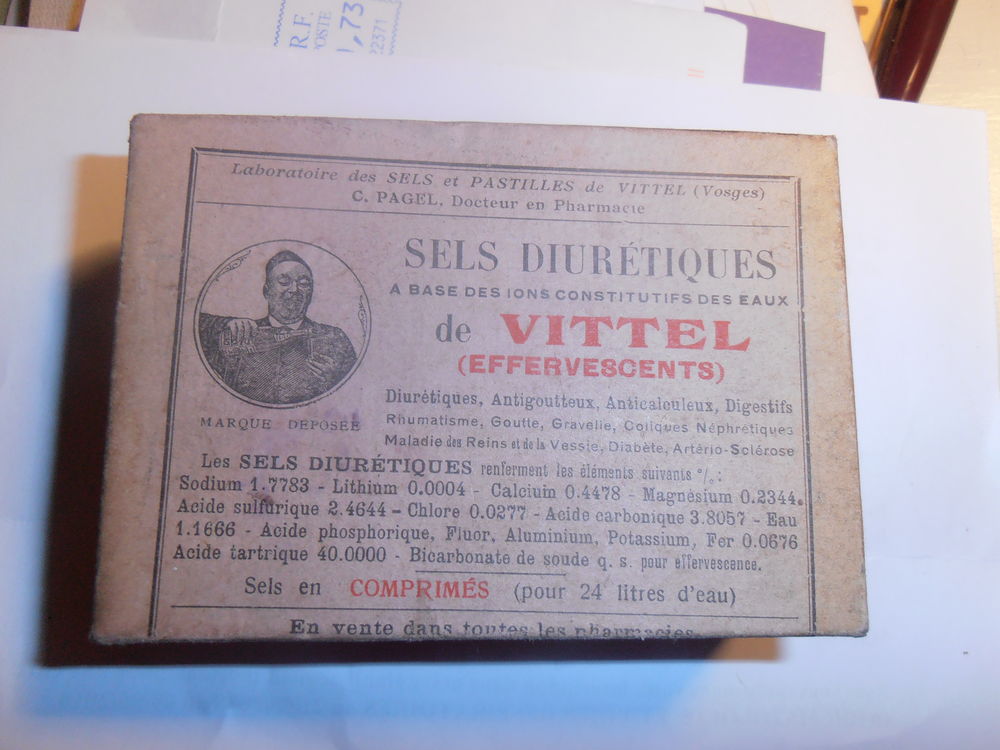 R.F.
POSTE
1,73
22371
Laboratoire des SELS et PASTILLES de VITTEL (Vosges)
C. PAGEL, Docteur en Pharmacie
SELS DIURÉTIQUES
A BASE DES IONS CONSTITUTIFS DES EAUX
de VITTEL
(EFFERVESCENTS)
MARQUE DEPOSÉE
Diurétiques, Antigoutteux, Anticalculeux, Digestifs
Rhumatisme, Goutte, Gravelle, Coliques Néphrétiques
Maladie des Reins et de la Vessie, Diabète, Artério-Sclérose
Les SELS DIURÉTIQUES renferment les éléments suivants %:
Sodium 1.7783 - Lithium 0.0004 - Calcium 0.4478 - Magnésium 0.2344.
Acide sulfurique 2.4644 - Chlore 0.0277 - Acide carbonique 3.8057 - Eau
1.1666 - Acide phosphorique, Fluor, Aluminium, Potassium, Fer 0.0676
Acide tartrique 40.0000 - Bicarbonate de soude q. s. pour effervescence.
Sels en COMPRIMÉS (pour 24 litres d'eau)
En vente dans toutes les pharmacies